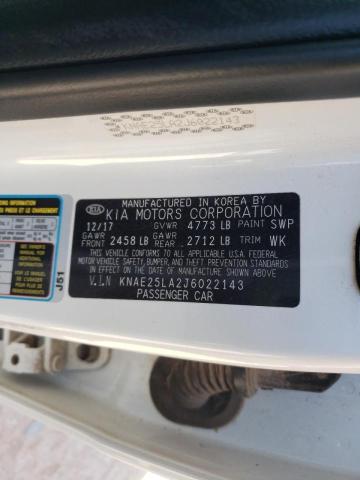 KNAE25LA2J6022143
MANUFACTURED IN KOREA BY
KIA KIA MOTORS CORPORATION
12/17 GVWR 4773 LB PAINT SWP
GAWR GAWR
FRONT 2458 LB REAR 2712 LB TRIM WK
THIS VEHICLE CONFORMS TO ALL APPLICABLE U.S.A. FEDERAL
MOTOR VEHICLE SAFETY, BUMPER, AND THEFT PREVENTION STANDARDS
IN EFFECT ON THE DATE OF MANUFACTURE SHOWN ABOVE
V.I.N KNAE25LA2J6022143
PASSENGER CAR
J51